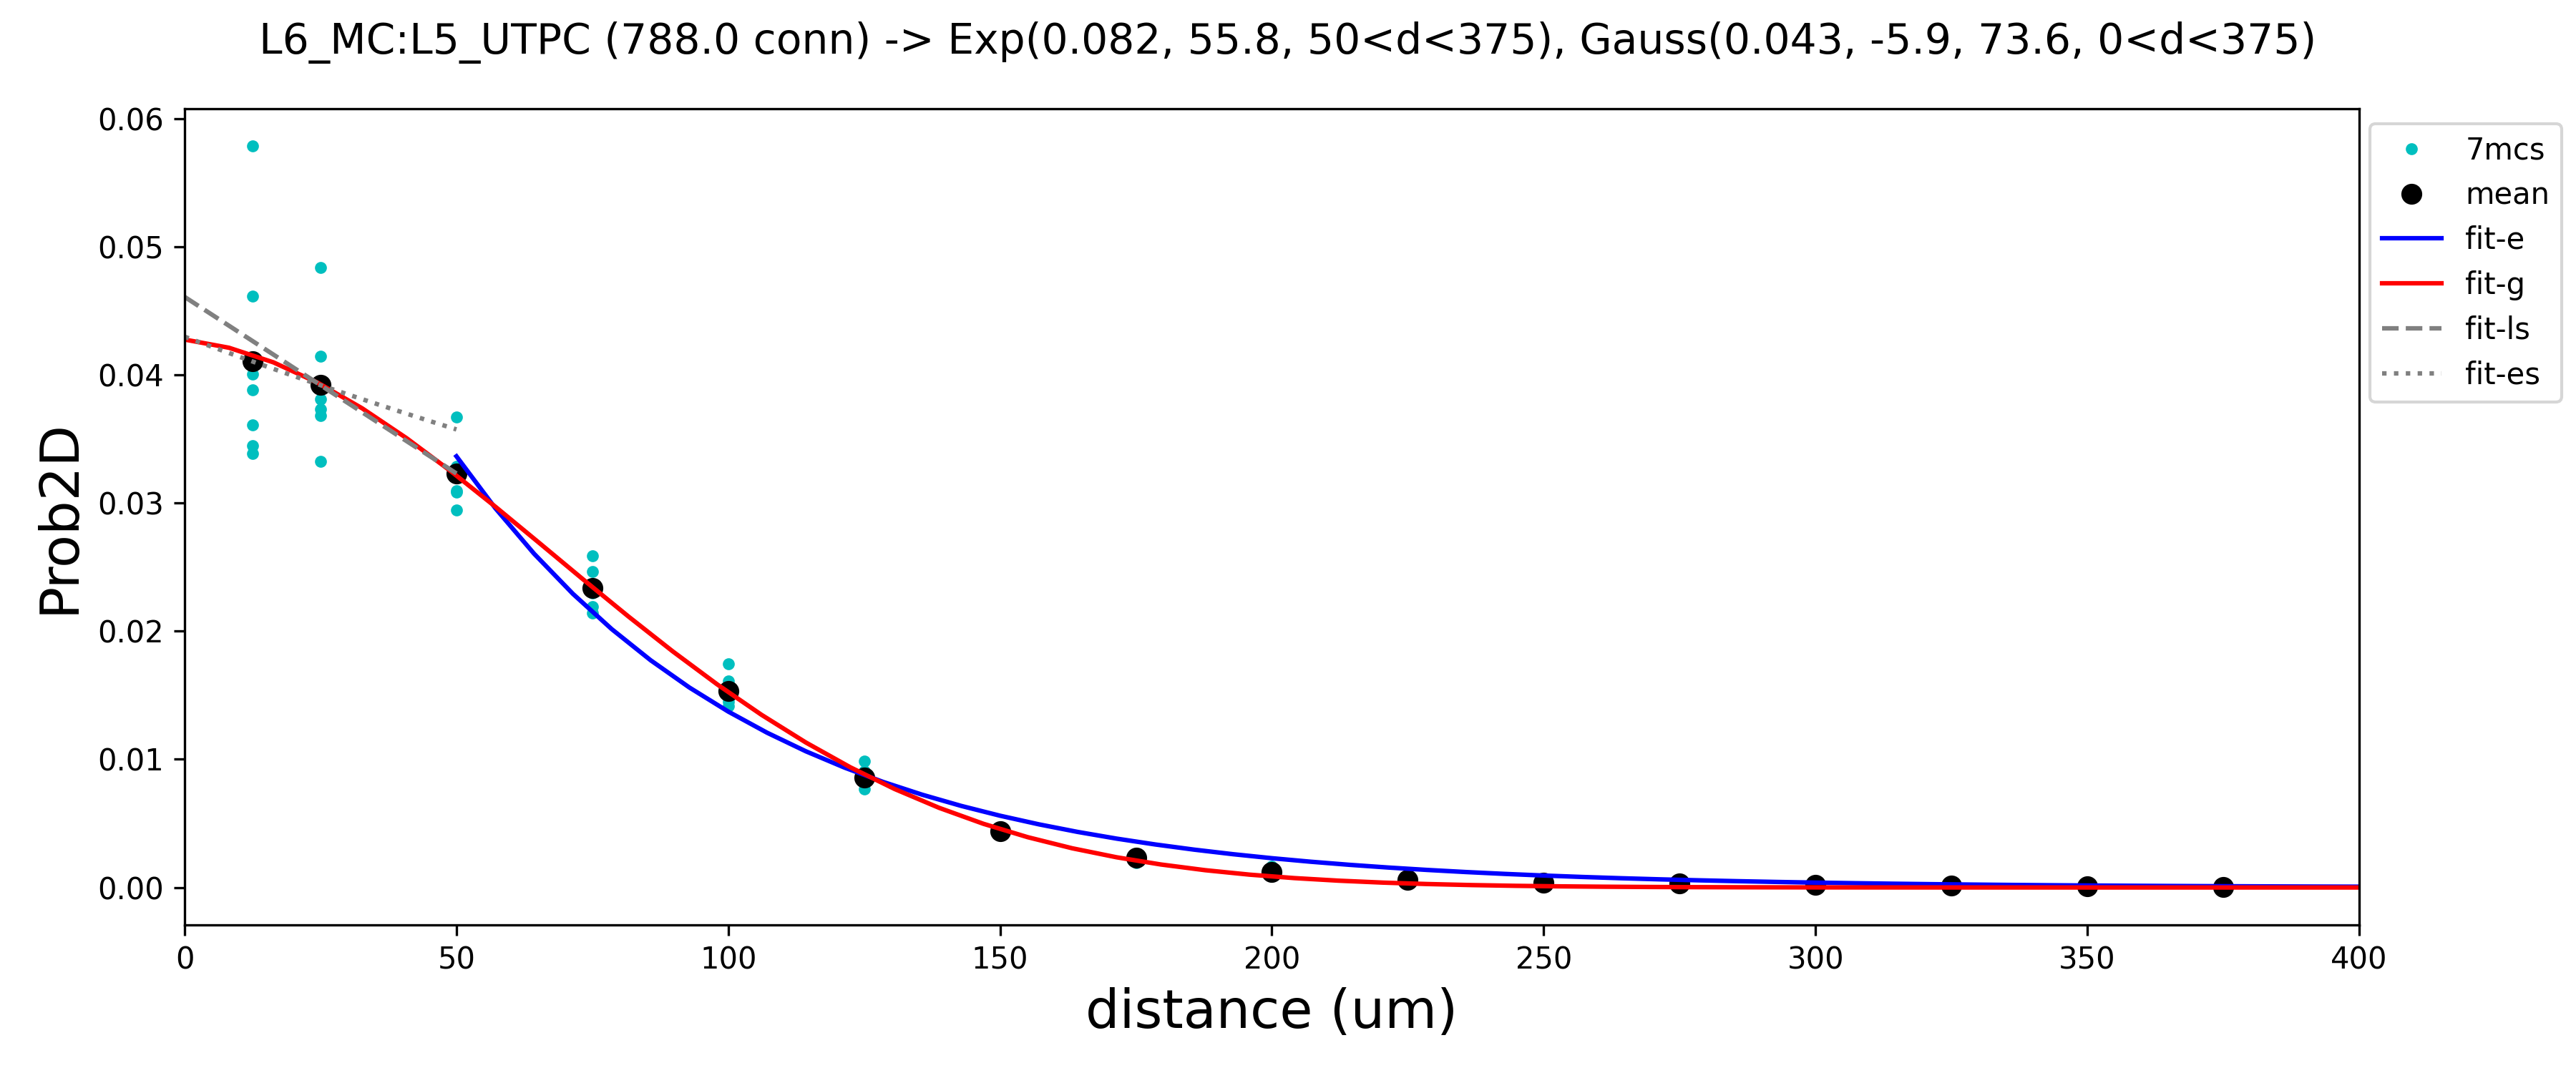 L6_MC:L5_UTPC (788.0 conn) -> Exp(0.082, 55.8, 50<d<375), Gauss(0.043, -5.9, 73.6, 0<d<375)
0.06
0.05
0.04
0.03
0.02
0.01
0.00
Prob2D
0 50 100 150 200 250 300 350 400
distance (um)
7mcs
mean
fit-e
fit-g
fit-ls
fit-es